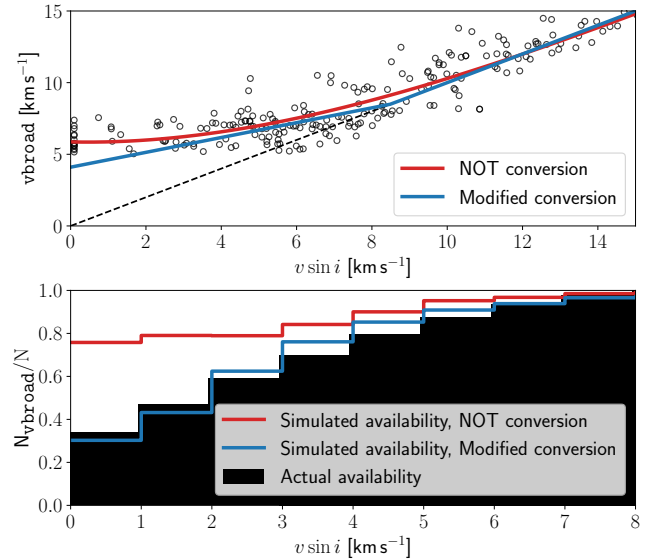 15
10
5
0
vbroad [km s⁻¹]
NOT conversion
Modified conversion
0 2 4 6 8 10 12 14
v sin i [km s⁻¹]
1.0
0.8
0.6
0.4
0.2
0.0
N_vbroad/N
Simulated availability, NOT conversion
Simulated availability, Modified conversion
Actual availability
0 1 2 3 4 5 6 7 8
v sin i [km s⁻¹]